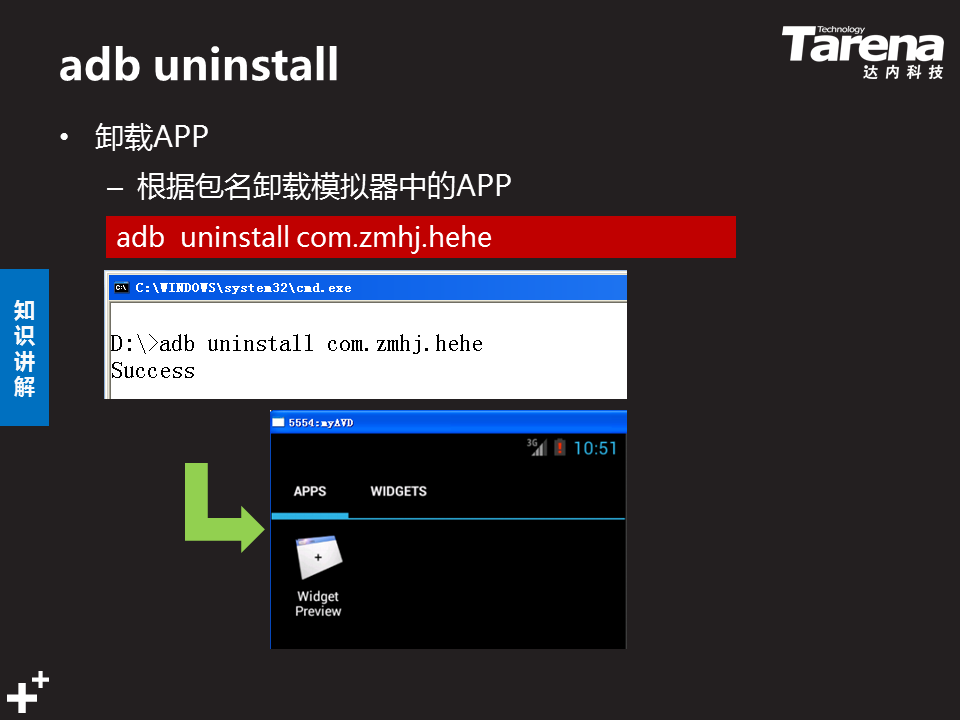 adb uninstall
Technology
Tarena
达内科技
• 卸载APP
– 根据包名卸载模拟器中的APP
adb  uninstall com.zmhj.hehe
知
识
讲
解
C:\WINDOWS\system32\cmd.exe
D:\>adb uninstall com.zmhj.hehe
Success
5554:myAVD
3G 10:51
APPS WIDGETS
Widget
Preview